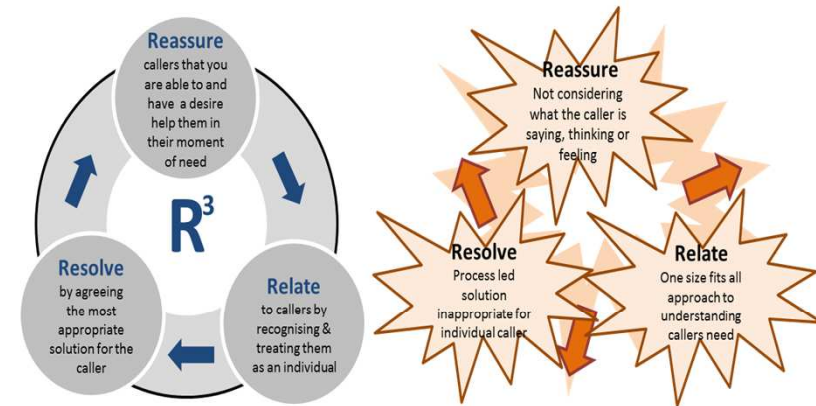 Reassure
callers that you
are able to and
have a desire
help them in
their moment
of need
R³
Resolve
by agreeing
the most
appropriate
solution for the
caller
Relate
to callers by
recognising &
treating them
as an individual
Reassure
Not considering
what the caller is
saying, thinking or
feeling
Resolve
Process led
solution
inappropriate for
individual caller
Relate
One size fits all
approach to
understanding
callers need